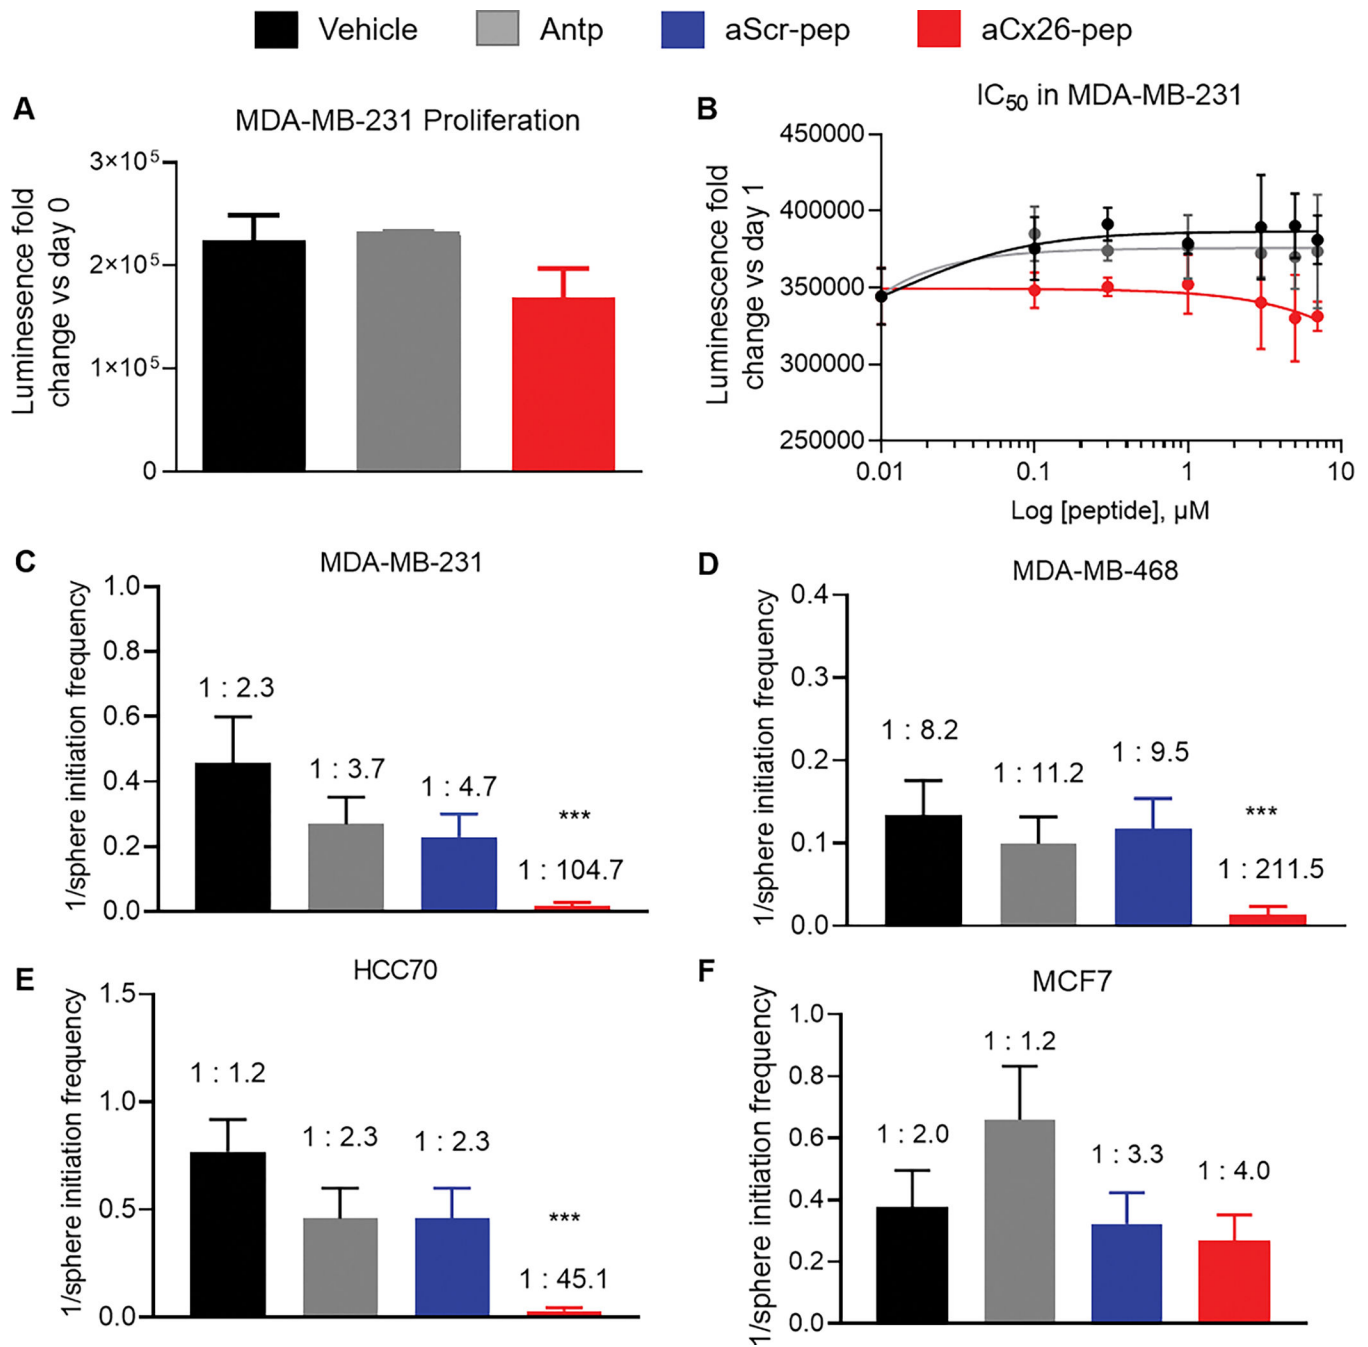 Vehicle Antp aScr-pep aCx26-pep
A
MDA-MB-231 Proliferation
Luminesence fold
change vs day 0
3×10⁵
2×10⁵
1×10⁵
0
B
IC₅₀ in MDA-MB-231
Luminescence fold
change vs day 1
450000
400000
350000
300000
250000
0.01 0.1 1 10
Log [peptide], µM
C
MDA-MB-231
1/sphere initiation frequency
1.0
0.8
0.6
0.4
0.2
0.0
1 : 2.3
1 : 3.7
1 : 4.7
***
1 : 104.7
D
MDA-MB-468
1/sphere initiation frequency
0.4
0.3
0.2
0.1
0.0
1 : 8.2
1 : 11.2
1 : 9.5
***
1 : 211.5
E
HCC70
1/sphere initiation frequency
1.5
1.0
0.5
0.0
1 : 1.2
1 : 2.3
1 : 2.3
***
1 : 45.1
F
MCF7
1/sphere initiation frequency
1.0
0.8
0.6
0.4
0.2
0.0
1 : 2.0
1 : 1.2
1 : 3.3
1 : 4.0